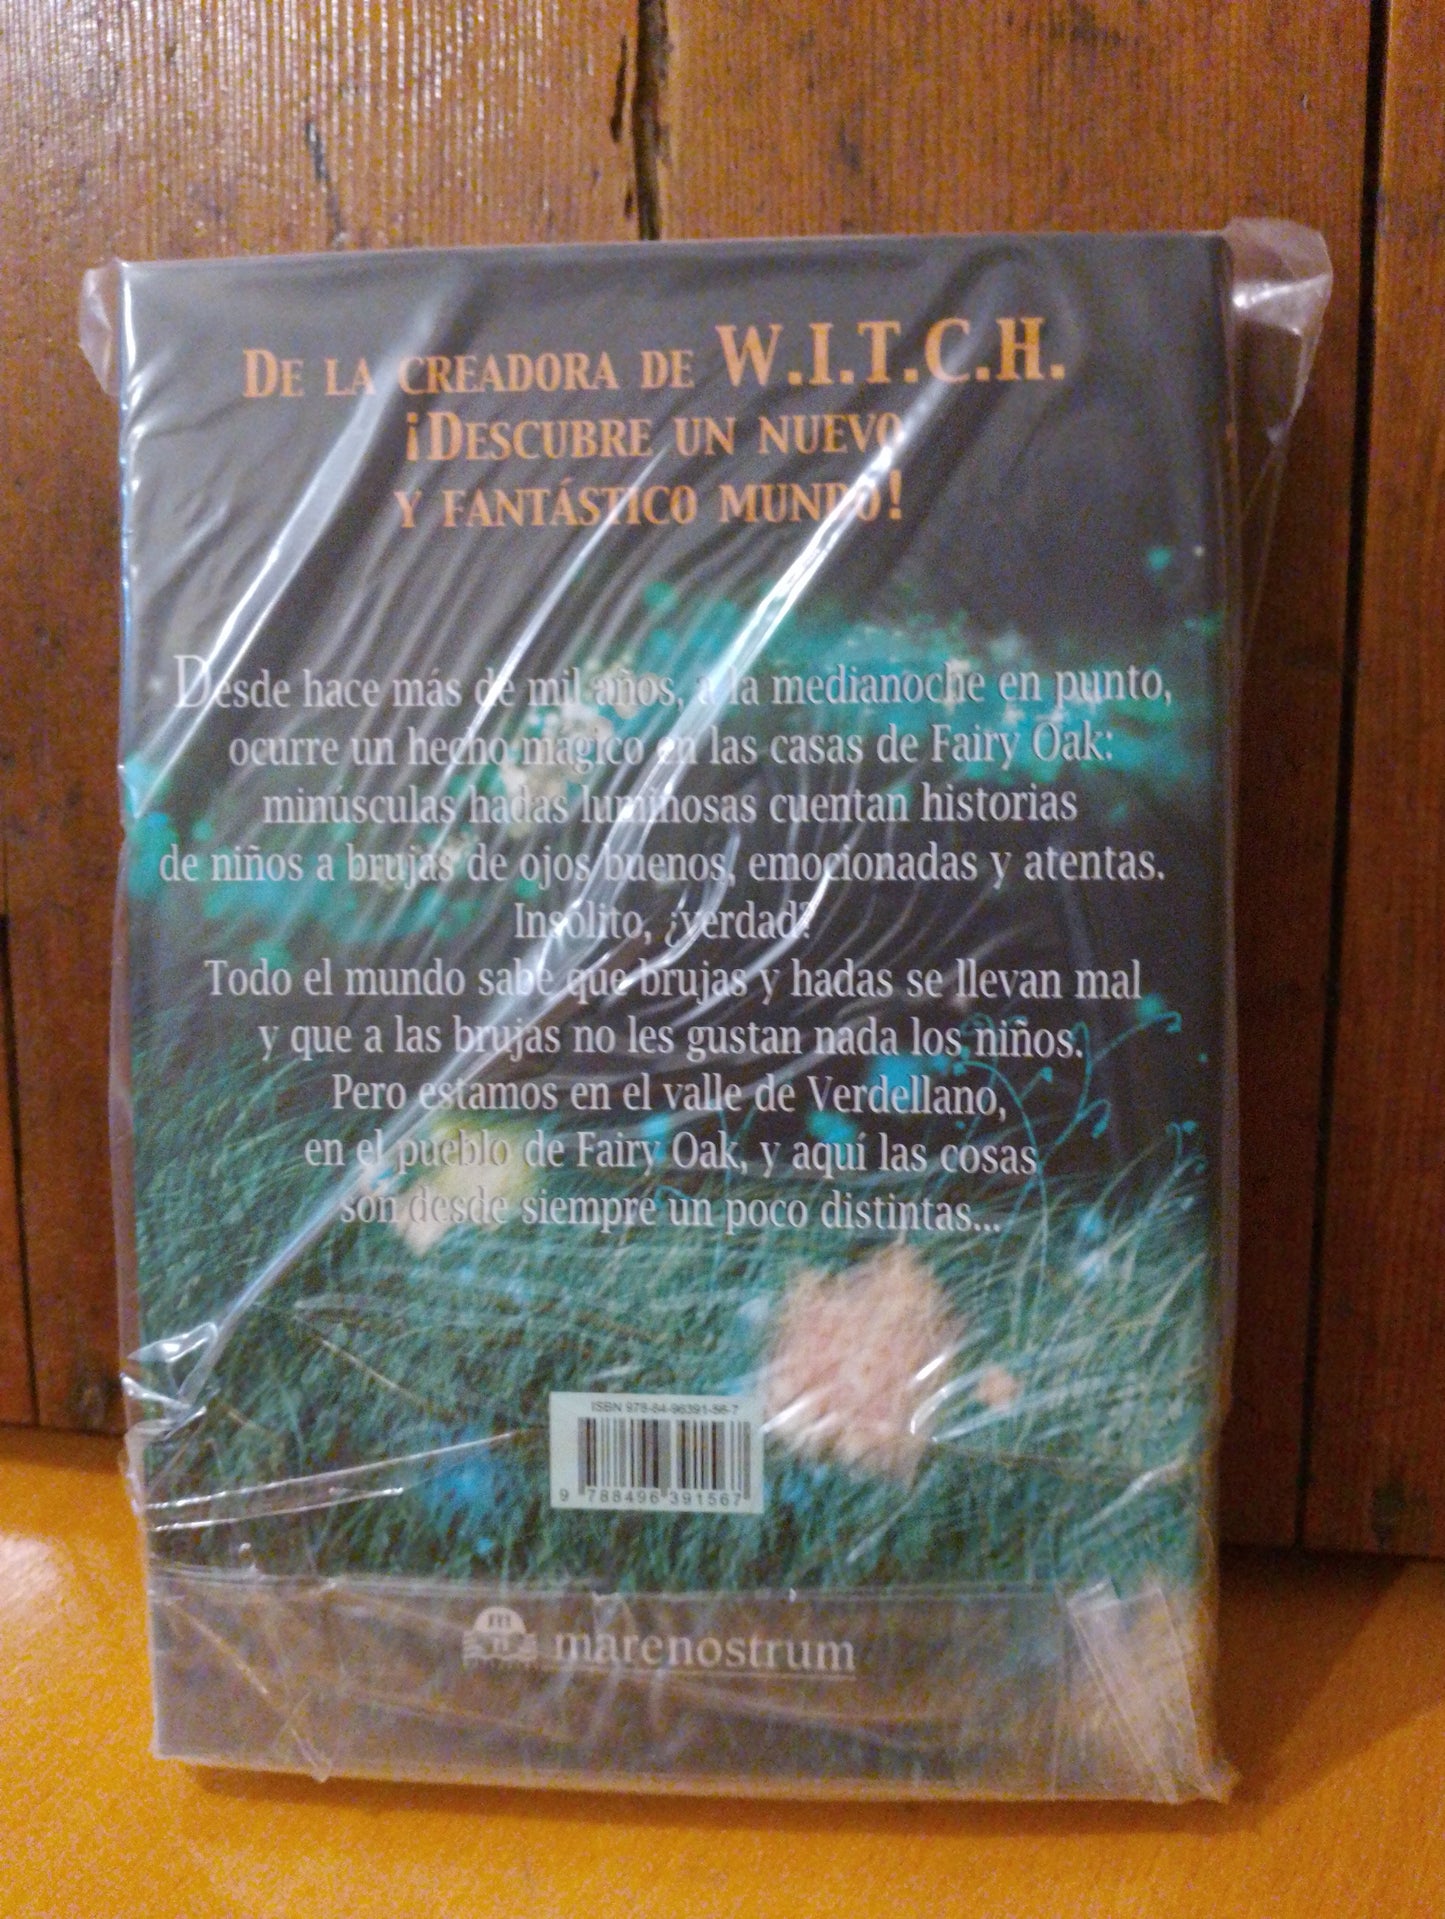 DE LA CREADORA DE W.I.T.C.H.
¡DESCUBRE UN NUEVO
Y FANTÁSTICO MUNDO!
Desde hace más de mil años, a la medianoche en punto,
ocurre un hecho mágico en las casas de Fairy Oak:
minúsculas hadas luminosas cuentan historias
de niños a brujas de ojos buenos, emocionadas y atentas.
Insólito, ¿verdad?
Todo el mundo sabe que brujas y hadas se llevan mal
y que a las brujas no les gustan nada los niños.
Pero estamos en el valle de Verdellano,
en el pueblo de Fairy Oak, y aquí las cosas
son desde siempre un poco distintas...
ISBN 978-84-96391-56-7
9 788496 391567
marenostrum